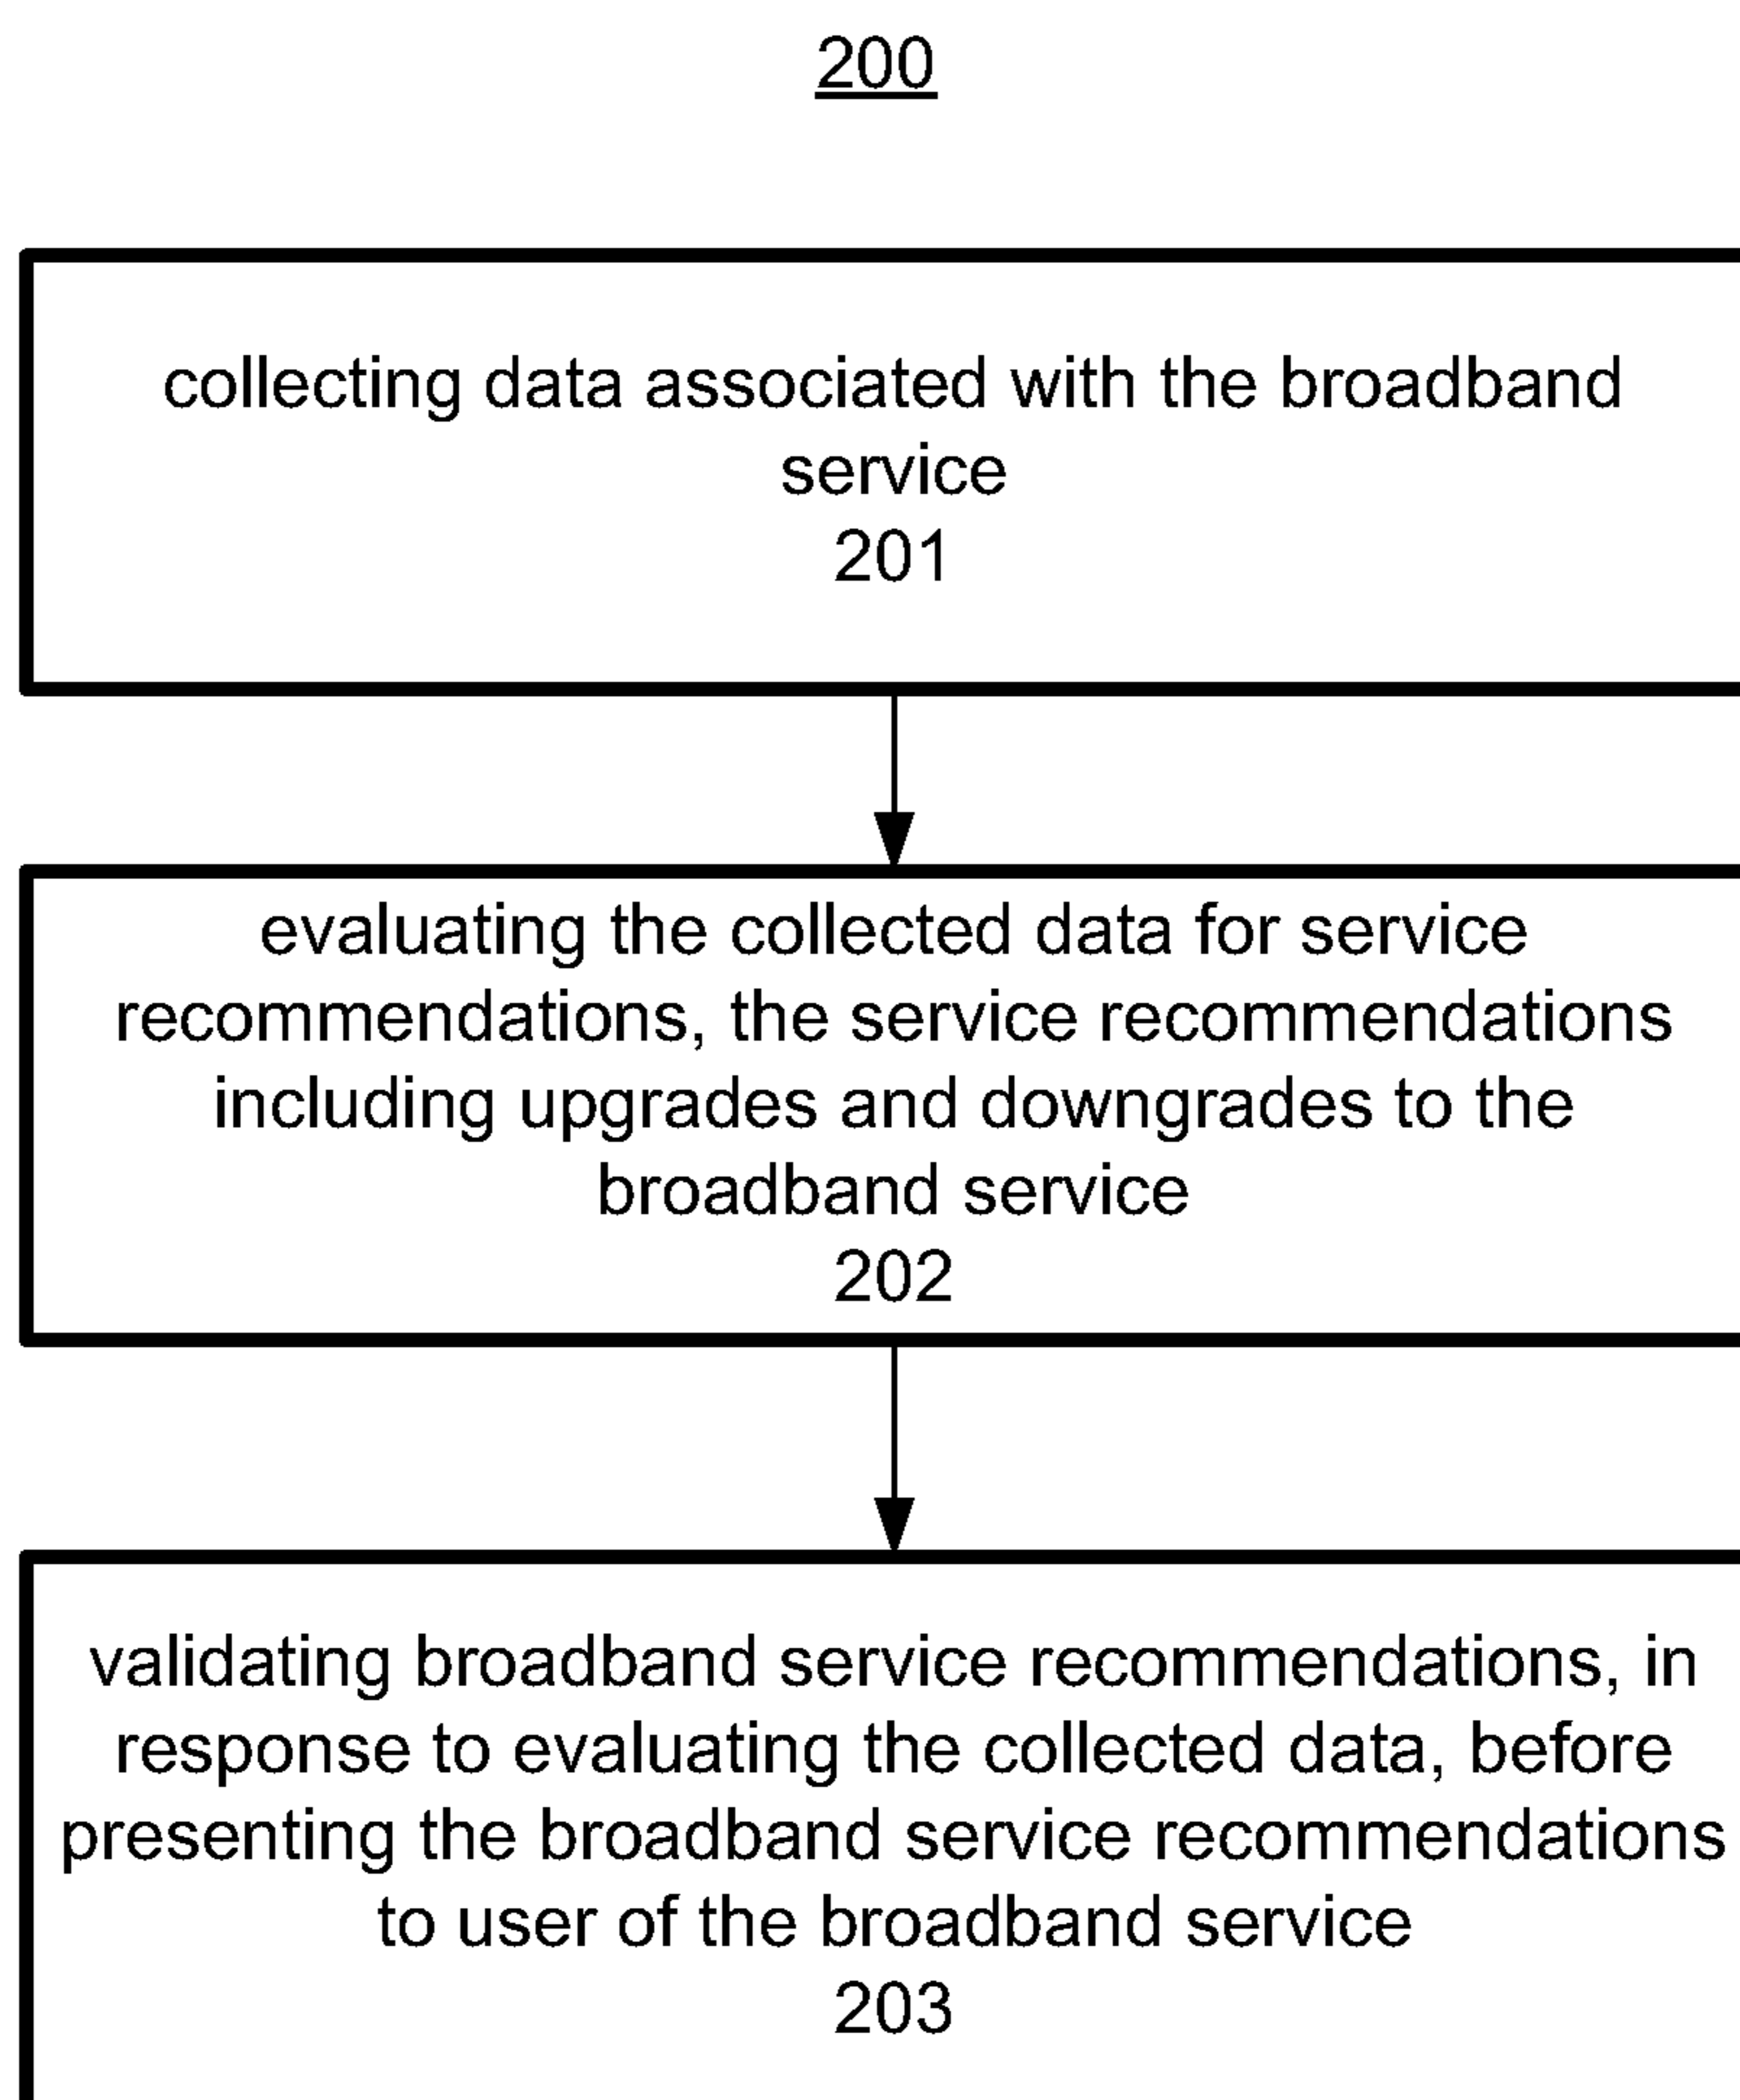 200
collecting data associated with the broadband
service
201
evaluating the collected data for service
recommendations, the service recommendations
including upgrades and downgrades to the
broadband service
202
validating broadband service recommendations, in
response to evaluating the collected data, before
presenting the broadband service recommendations
to user of the broadband service
203